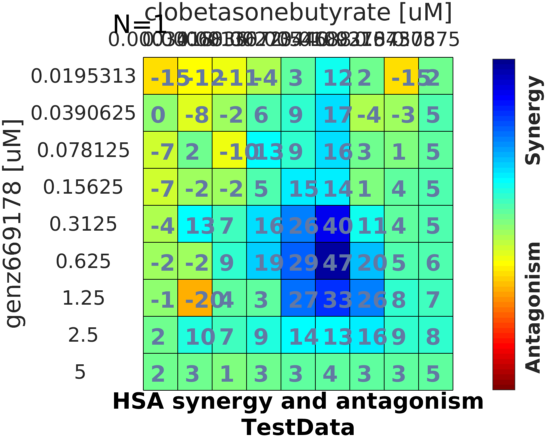 clobetasonebutyrate [uM]
N=1
genz669178 [uM]
0.0195313 -15 -12 -11 -4 3 12 2 -15 2
0.0390625 0 -8 -2 6 9 17 -4 -3 5
0.078125 -7 2 -10 13 9 16 3 1 5
0.15625 -7 -2 -2 5 15 14 1 4 5
0.3125 -4 13 7 16 26 40 11 4 5
0.625 -2 -2 9 19 29 47 20 5 6
1.25 -1 -20 4 3 27 33 26 8 7
2.5 2 10 7 9 14 13 16 9 8
5 2 3 1 3 3 4 3 3 5
Synergy
Antagonism
HSA synergy and antagonism
TestData